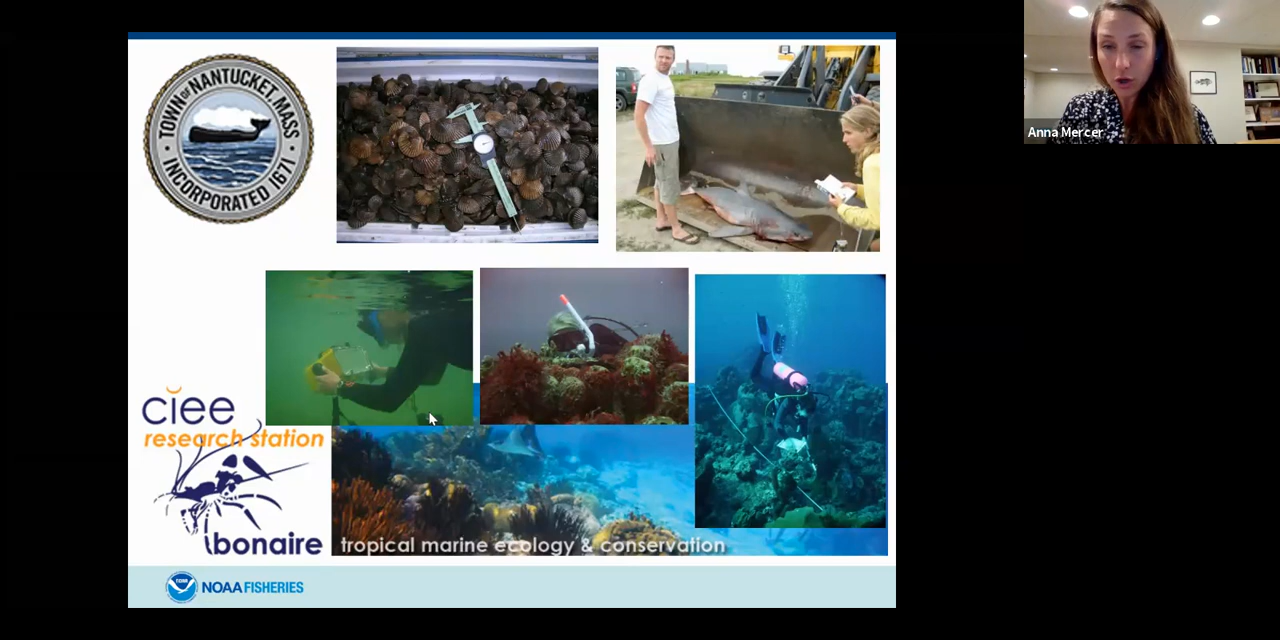 TOWN OF NANTUCKET, MASS
INCORPORATED 1671
Anna Mercer
ciee
research station
bonaire
tropical marine ecology & conservation
NOAA FISHERIES